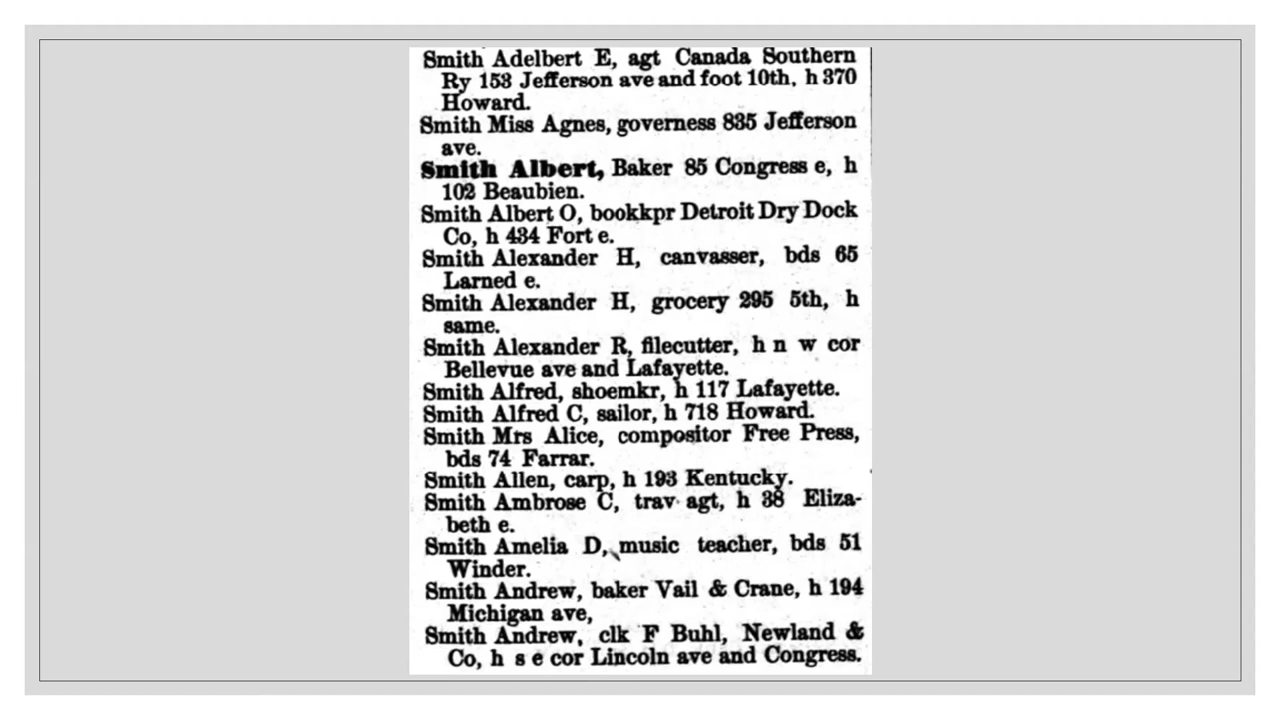 Smith Adelbert E, agt Canada Southern
Ry 153 Jefferson ave and foot 10th, h 370
Howard.
Smith Miss Agnes, governess 835 Jefferson
ave.
Smith Albert, Baker 85 Congress e, h
102 Beaubien.
Smith Albert O, bookkpr Detroit Dry Dock
Co, h 434 Fort e.
Smith Alexander H, canvasser, bds 65
Larned e.
Smith Alexander H, grocery 295 5th, h
same.
Smith Alexander R, filecutter, h n w cor
Bellevue ave and Lafayette.
Smith Alfred, shoemkr, h 117 Lafayette.
Smith Alfred C, sailor, h 718 Howard.
Smith Mrs Alice, compositor Free Press,
bds 74 Farrar.
Smith Allen, carp, h 193 Kentucky.
Smith Ambrose C, trav agt, h 38 Eliza-
beth e.
Smith Amelia D, music teacher, bds 51
Winder.
Smith Andrew, baker Vail & Crane, h 194
Michigan ave,
Smith Andrew, clk F Buhl, Newland &
Co, h s e cor Lincoln ave and Congress.